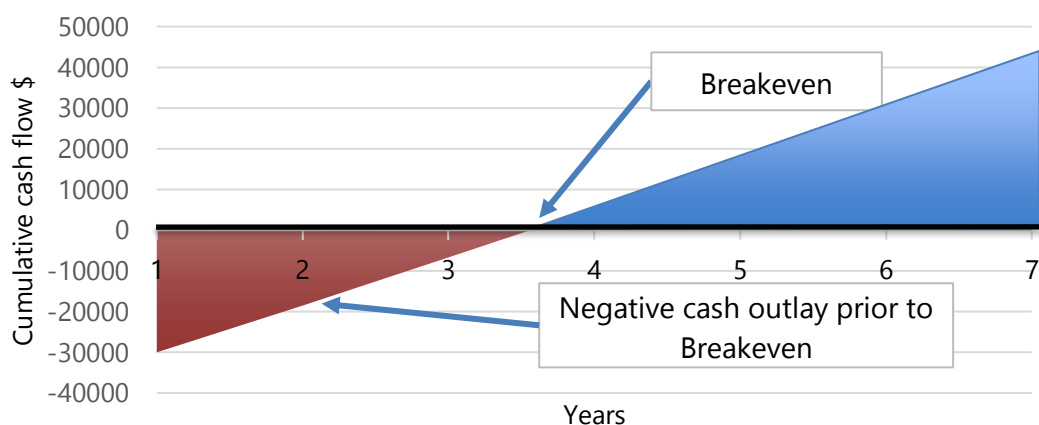 50000
40000
30000
20000
10000
0
-10000
-20000
-30000
-40000
Cumulative cash flow $
Breakeven
1 2 3 4 5 6 7
Negative cash outlay prior to
Breakeven
Years